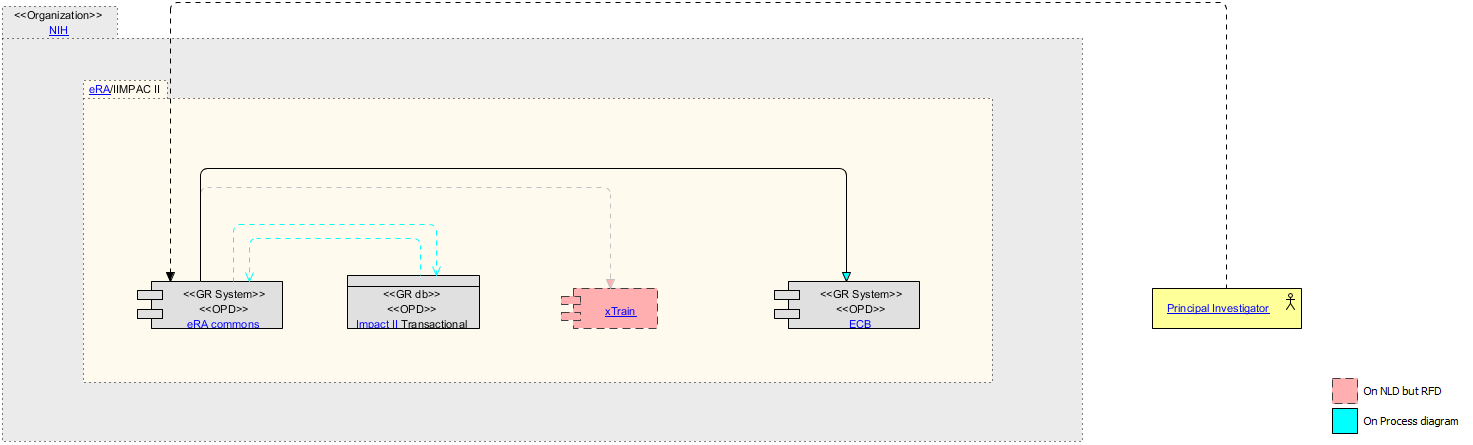 <<Organization>>
NIH
eRA/IIMPAC II
<<GR System>>
<<OPD>>
eRA commons
<<GR db>>
<<OPD>>
Impact II Transactional
xTrain
<<GR System>>
<<OPD>>
ECB
Principal Investigator
On NLD but RFD
On Process diagram